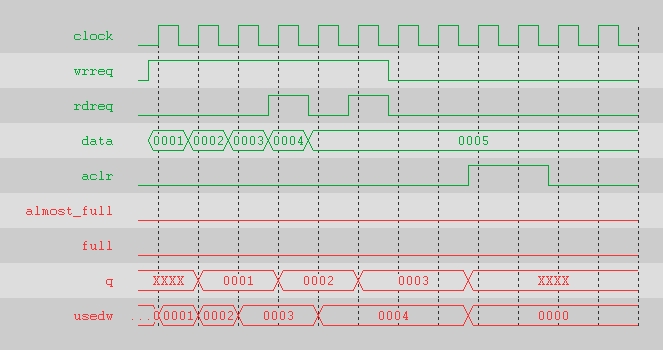 clock
wrreq
rdreq
data 0001 0002 0003 0004 0005
aclr
almost_full
full
q XXXX 0001 0002 0003 XXXX
usedw ...0 0001 0002 0003 0004 0000